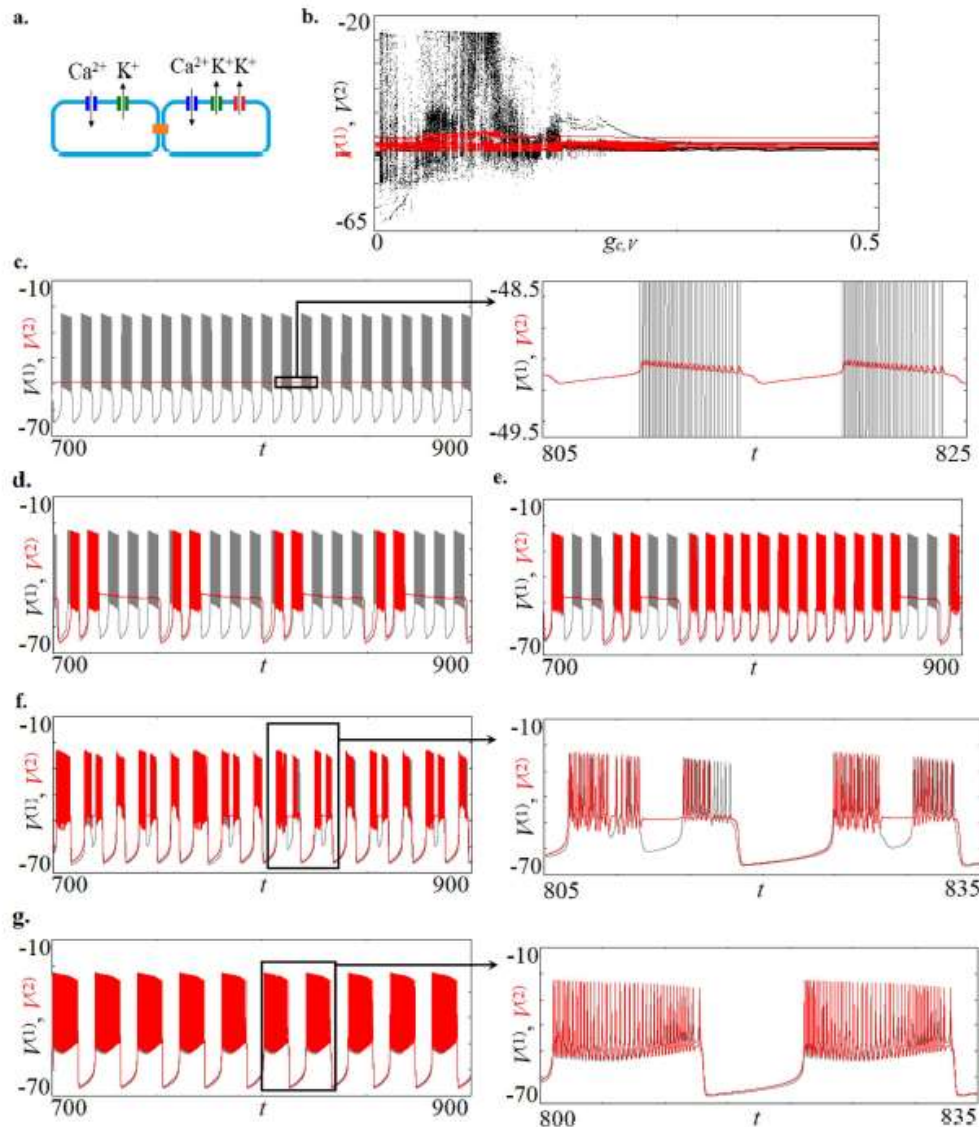 a.
Ca²⁺ K⁺
Ca²⁺ K⁺ K⁺
b.
-20
V⁽¹⁾, V⁽²⁾
-65
0
g_c,V
0.5
c.
-10
V⁽¹⁾, V⁽²⁾
-70
700
t
900
-48.5
V⁽¹⁾, V⁽²⁾
-49.5
805
t
825
d.
-10
V⁽¹⁾, V⁽²⁾
-70
700
t
900
e.
-10
V⁽¹⁾, V⁽²⁾
-70
700
t
900
f.
-10
V⁽¹⁾, V⁽²⁾
-70
700
t
900
-10
V⁽¹⁾, V⁽²⁾
-70
805
t
835
g.
-10
V⁽¹⁾, V⁽²⁾
-70
700
t
900
-10
V⁽¹⁾, V⁽²⁾
-70
800
t
835